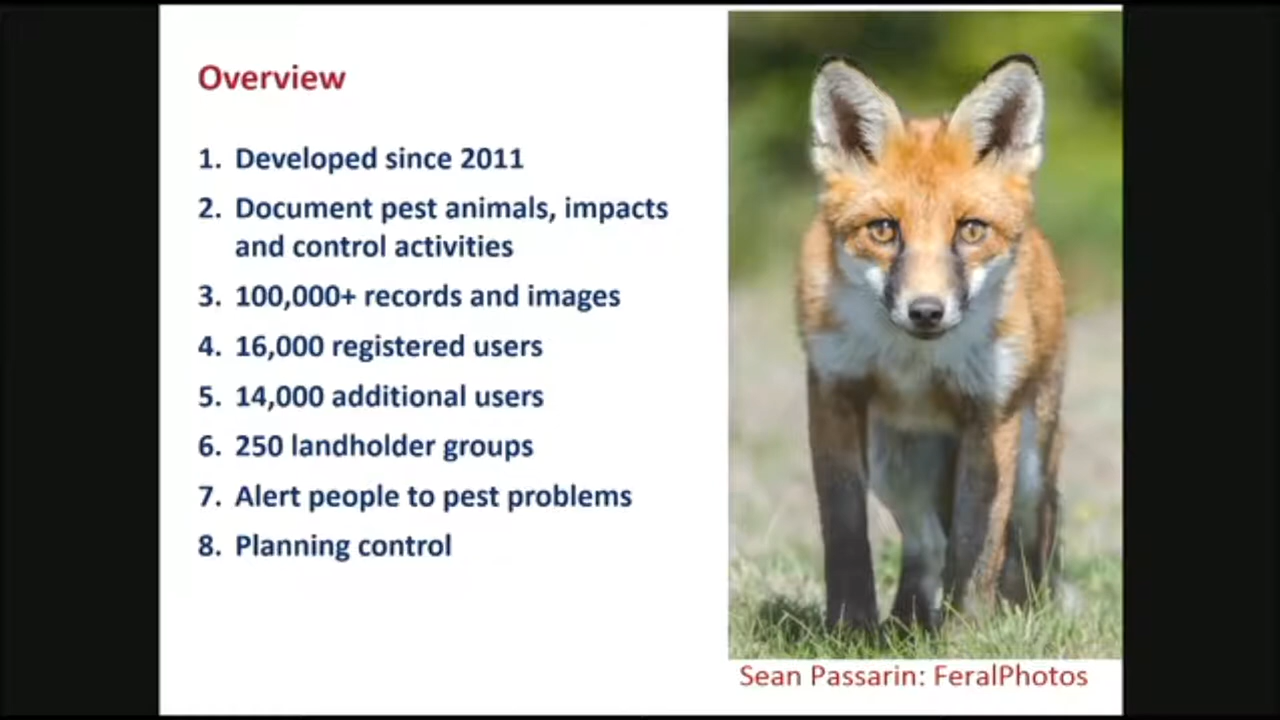 Overview
1. Developed since 2011
2. Document pest animals, impacts
and control activities
3. 100,000+ records and images
4. 16,000 registered users
5. 14,000 additional users
6. 250 landholder groups
7. Alert people to pest problems
8. Planning control
Sean Passarin: FeralPhotos